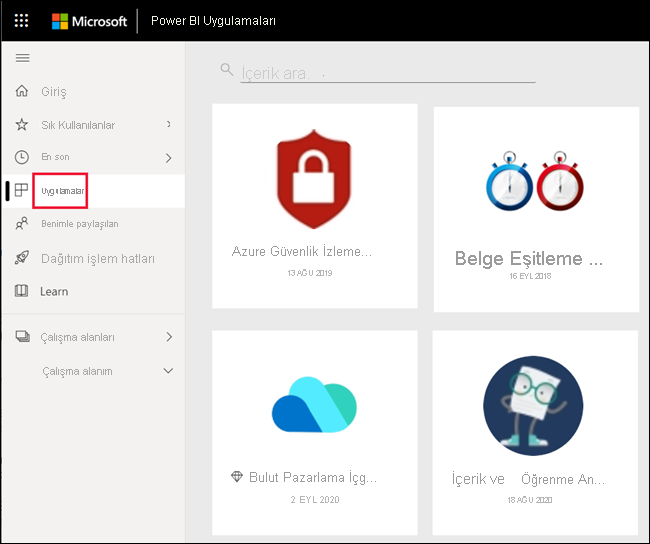 Microsoft Power BI Uygulamaları
İçerik ara.
Giriş
Sık Kullanılanlar
En son
Uygulamalar
Benimle paylaşılan
Dağıtım işlem hatları
Learn
Çalışma alanları
Çalışma alanım
Azure Güvenlik İzleme...
13 AĞU 2019
Belge Eşitleme ...
16 EYL 2018
Bulut Pazarlama İçg...
2 EYL 2020
İçerik ve Öğrenme An...
18 AĞU 2020